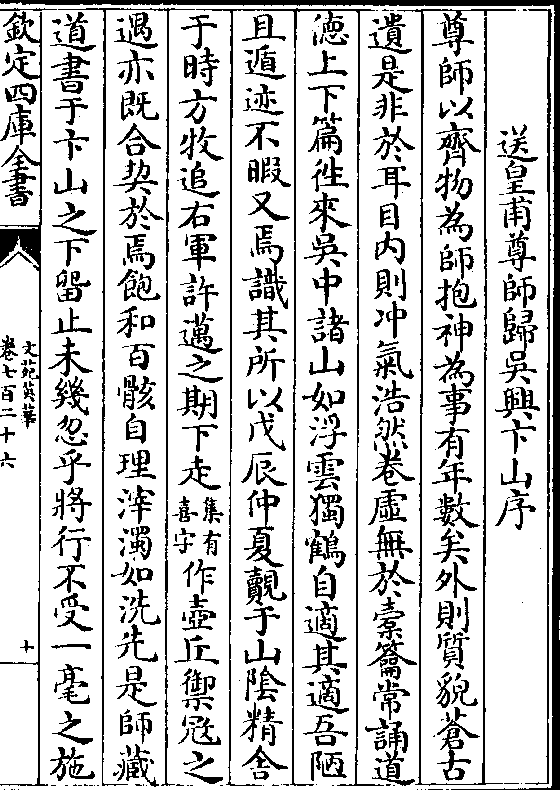 送皇甫尊師歸吳興卞山序
尊師以齊物為師抱神為事有年數矣外則質貌蒼古
遺是非於耳目内則冲氣浩然卷虛無於橐籥常誦道
徳上下篇徃來吳中諸山如浮雲獨鶴自適其適吾陋
且遁迹不暇又焉識其所以戊辰仲夏覿于山陰精舎
于時方牧追右軍許邁之期下走集有喜字作壺丘禦冦之
遇亦既合契於焉飽和百骸自理滓濁如洗先是師藏
道書于卞山之下留止未幾忽乎將行不受一毫之施
欽定四庫全書
文苑英華
卷七百二十六
十